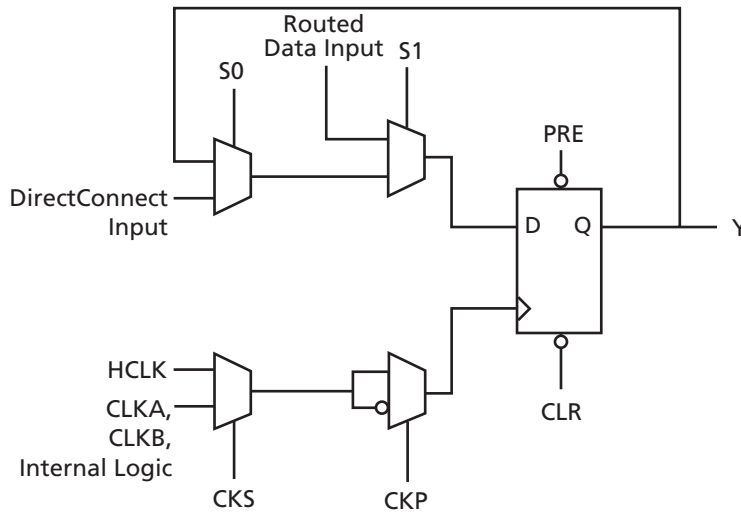 Routed
Data Input
S1
S0
PRE
DirectConnect
Input
D
Q
Y
HCLK
CLKA,
CLKB,
Internal Logic
CLR
CKS
CKP